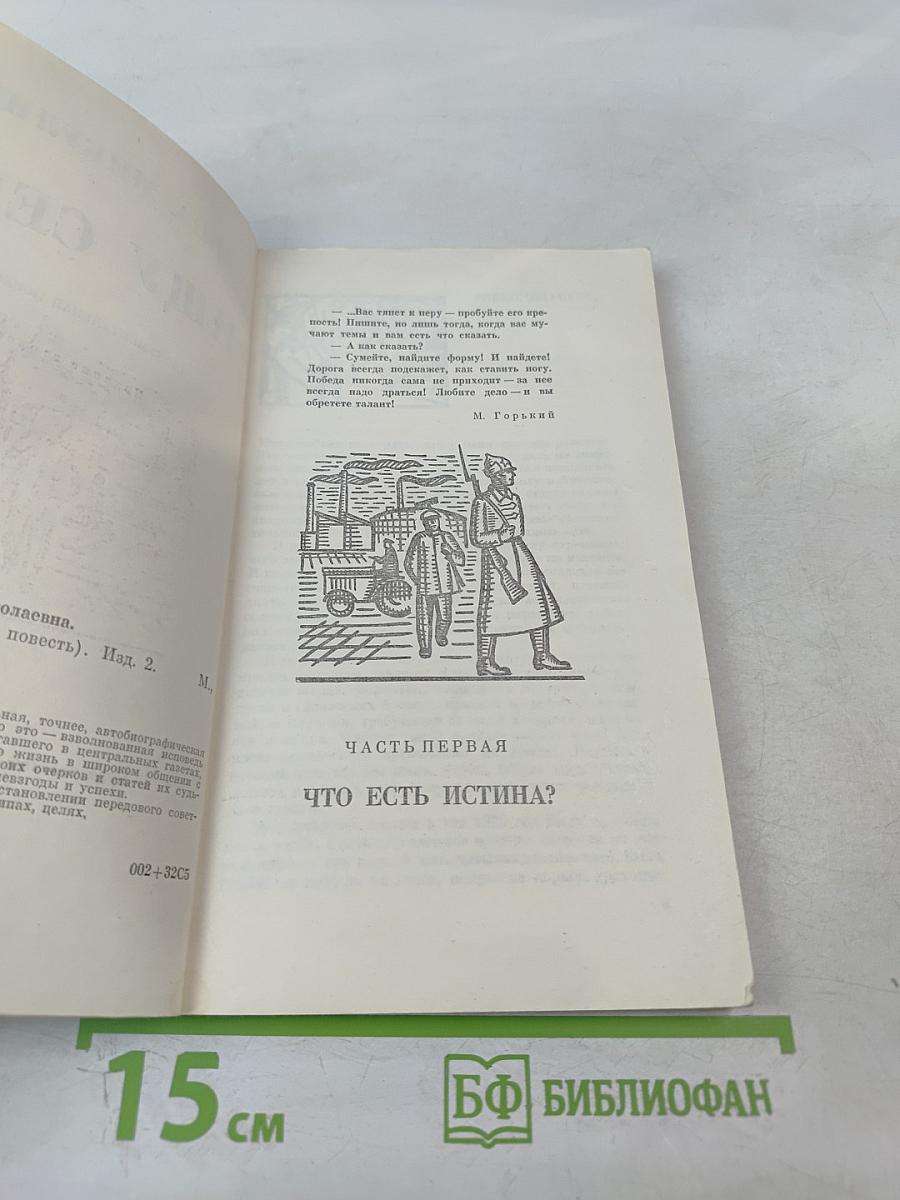 олаевна.
повесть). Изд. 2.
М.,
ная, точнее, автобиографическая
о это — взволнованная исповедь
тавшего в центральных газетах,
ю жизнь в широком общении с
оих очерков и статей их судь-
невзгоды и успехи.
становлении передового совет-
ипах, целях,
002+32С5
— ...Вас тянет к перу — пробуйте его кре-
пость! Пишите, но лишь тогда, когда вас му-
чают темы и вам есть что сказать.
— А как сказать?
— Сумейте, найдите форму! И найдете!
Дорога всегда подскажет, как ставить ногу.
Победа никогда сама не приходит — за нее
всегда надо драться! Любите дело — и вы
обретете талант!
М. Горький
ЧАСТЬ ПЕРВАЯ
ЧТО ЕСТЬ ИСТИНА?
15 см
БФ БИБЛИОФАН